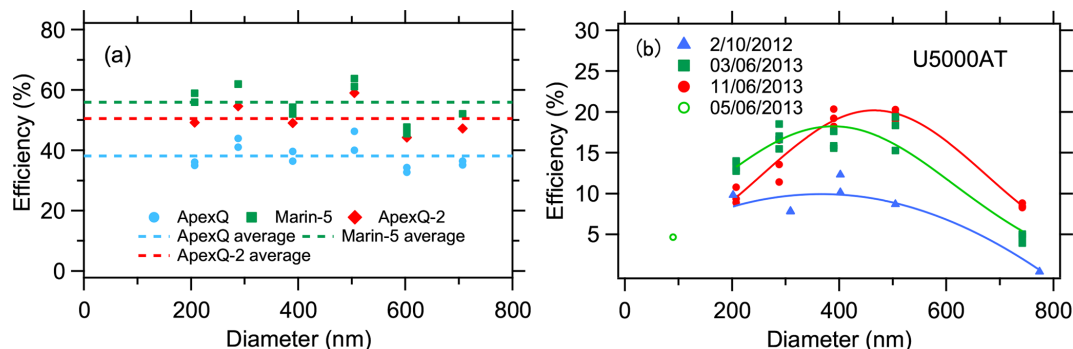 80
60
40
20
0
Efficiency (%)
(a)
ApexQ
Marin-5
ApexQ-2
ApexQ average
Marin-5 average
ApexQ-2 average
0
200
400
600
800
Diameter (nm)
30
25
20
15
10
5
Efficiency (%)
(b)
2/10/2012
03/06/2013
11/06/2013
05/06/2013
U5000AT
0
200
400
600
800
Diameter (nm)